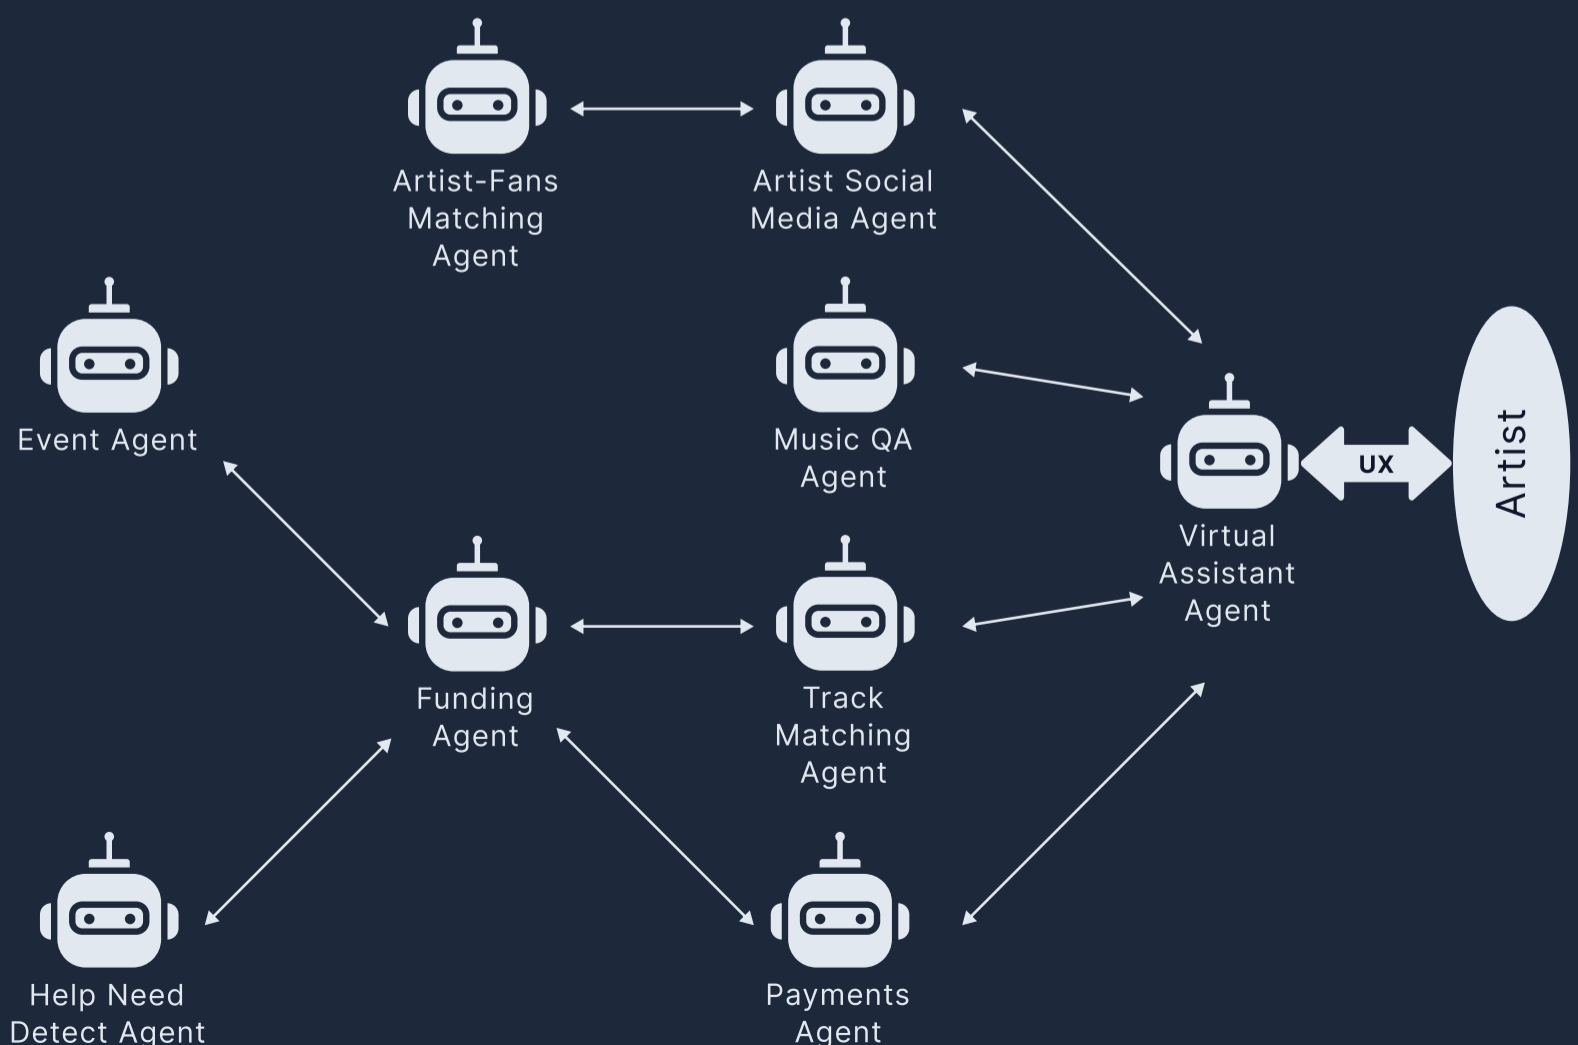 Artist-Fans
Matching
Agent
Artist Social
Media Agent
Event Agent
Music QA
Agent
UX
Artist
Virtual
Assistant
Agent
Funding
Agent
Track
Matching
Agent
Help Need
Detect Agent
Payments
Agent